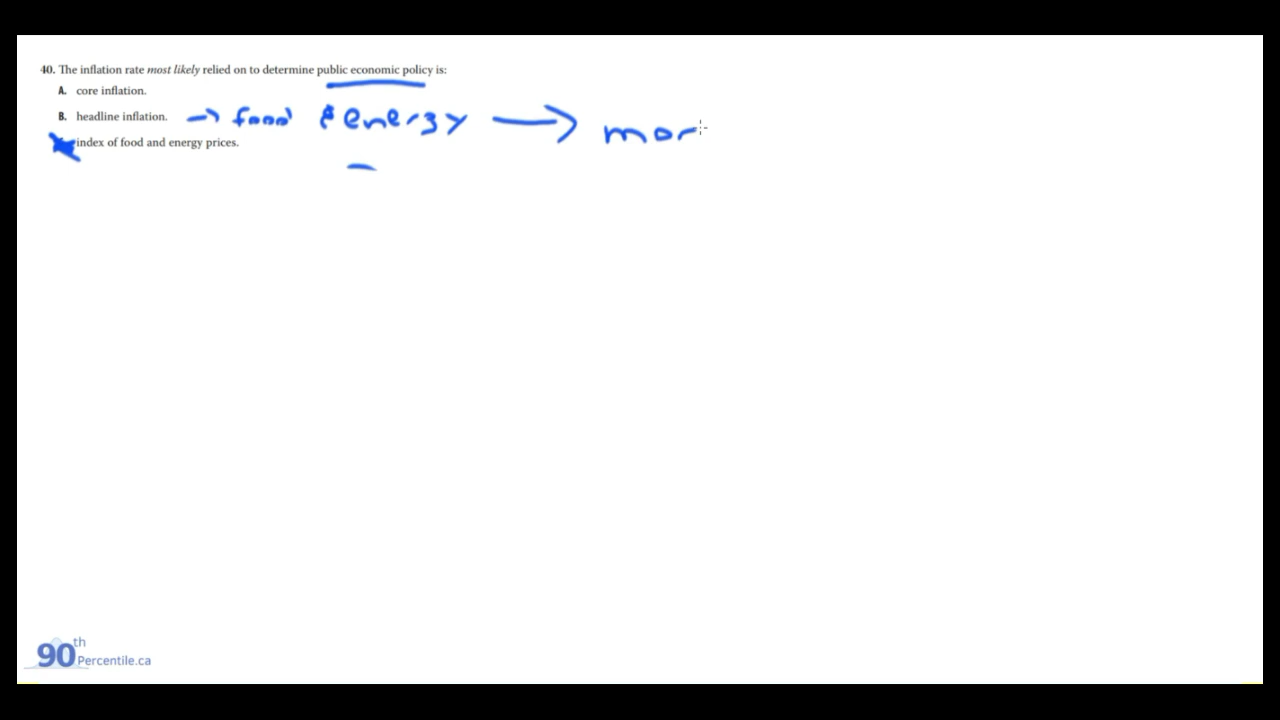 40. The inflation rate most likely relied on to determine public economic policy is:
A. core inflation.
B. headline inflation. → food & energy → mor
index of food and energy prices.
90th Percentile.ca